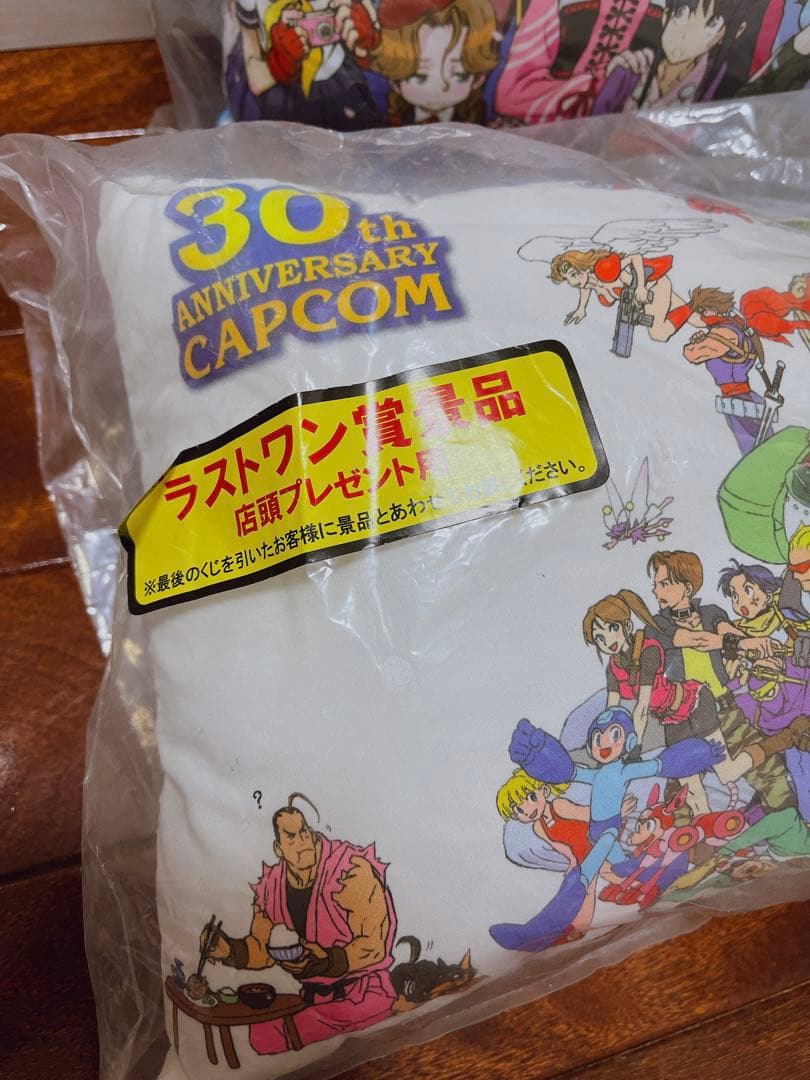 30th
ANNIVERSARY
CAPCOM
ラストワン賞景品
店頭プレゼント用
※最後のくじを引いたお客様に景品とあわせてお渡しください。
?